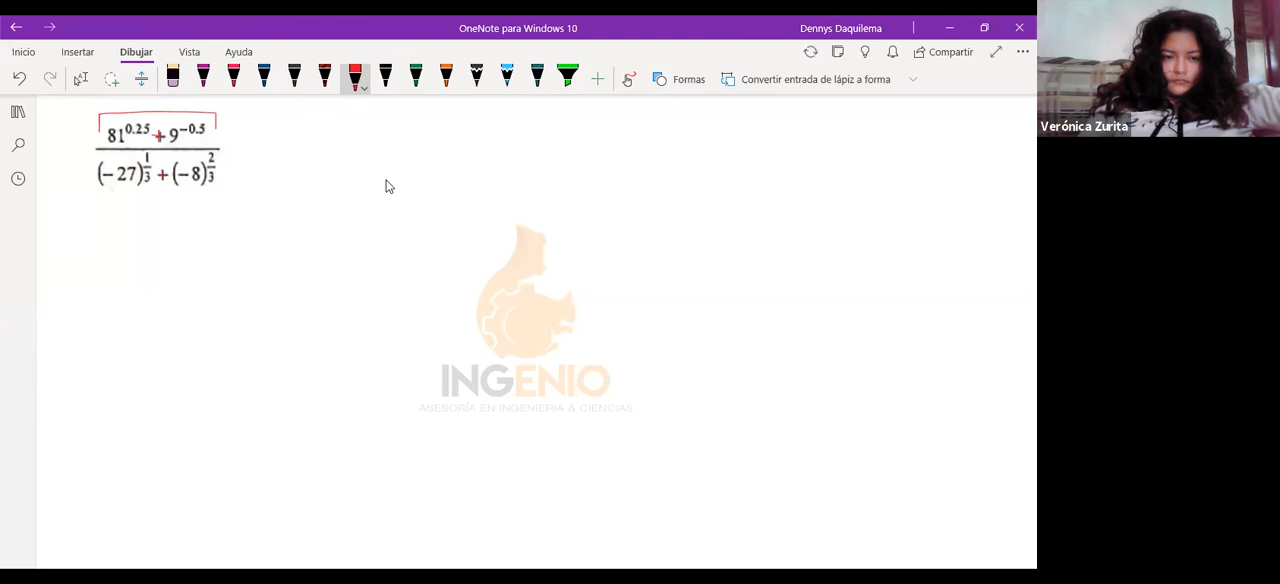 OneNote para Windows 10
Dennys Daquilema
Inicio
Insertar
Dibujar
Vista
Ayuda
Compartir
Formas
Convertir entrada de lápiz a forma
Verónica Zurita
81^0.25 + 9^−0.5
(−27)^1/3 + (−8)^2/3
INGENIO
ASESORÍA EN INGENIERIA & CIENCIAS